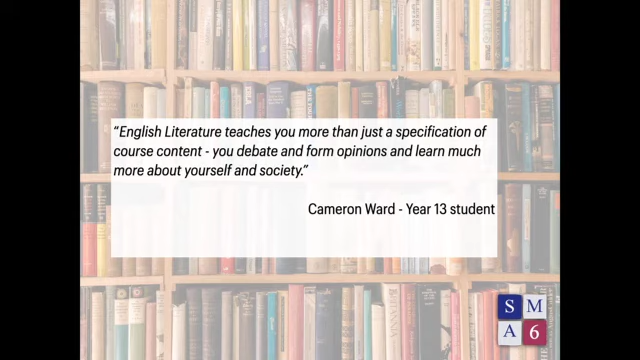 “English Literature teaches you more than just a specification of
course content - you debate and form opinions and learn much
more about yourself and society.”
Cameron Ward - Year 13 student
S M
A 6